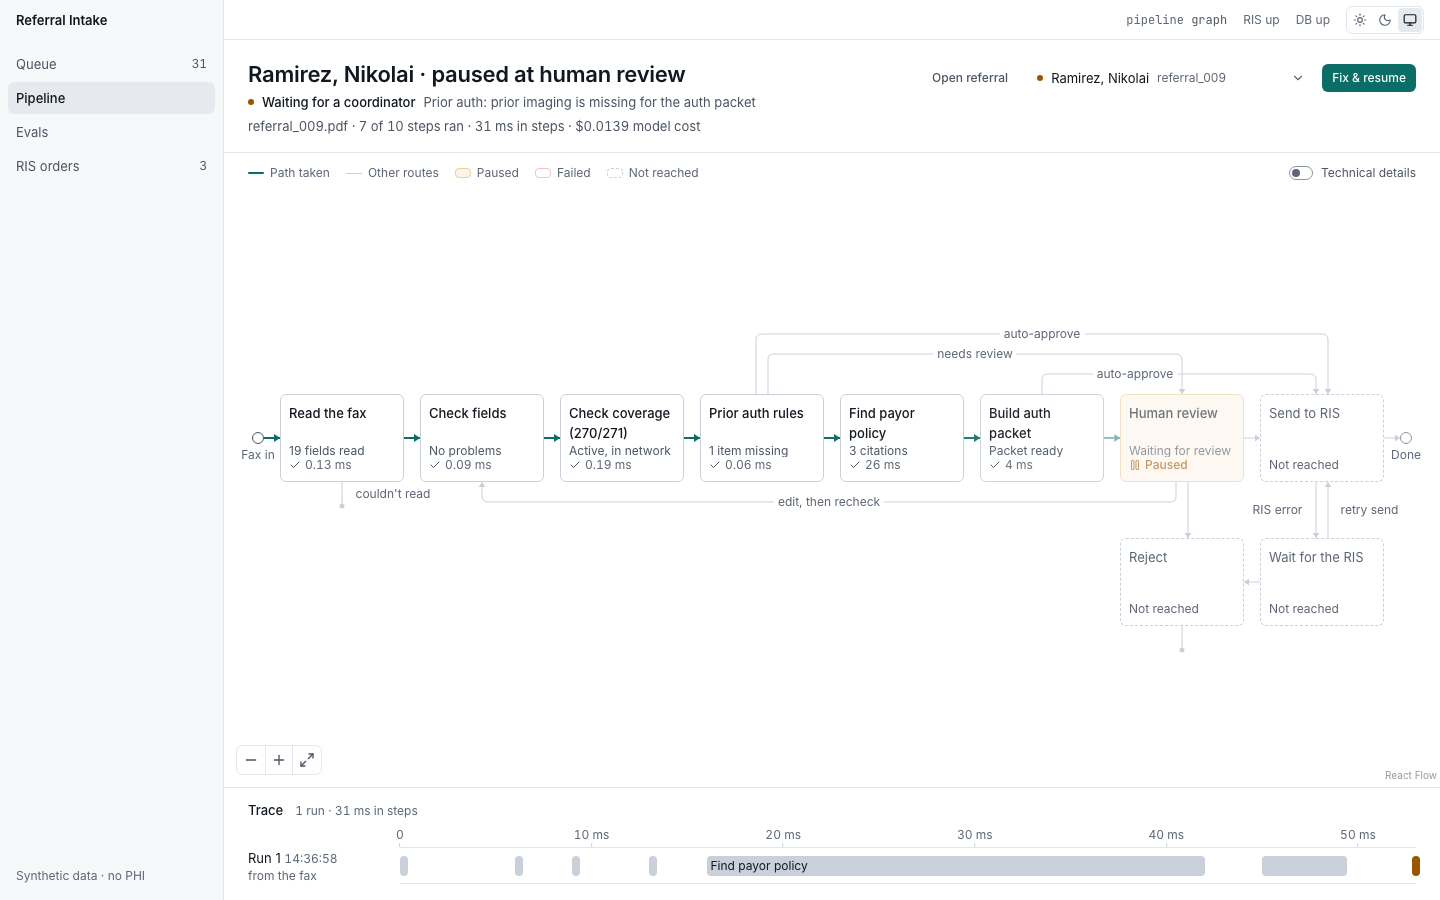 Referral Intake
pipeline graph RIS up DB up
Queue 31
Pipeline
Evals
RIS orders 3
Synthetic data · no PHI
Ramirez, Nikolai · paused at human review
Waiting for a coordinator Prior auth: prior imaging is missing for the auth packet
referral_009.pdf · 7 of 10 steps ran · 31 ms in steps · $0.0139 model cost
Open referral Ramirez, Nikolai referral_009 Fix & resume
Path taken Other routes Paused Failed Not reached Technical details
auto-approve
needs review
auto-approve
Fax in
Read the fax
19 fields read
0.13 ms
Check fields
No problems
0.09 ms
Check coverage
(270/271)
Active, in network
0.19 ms
Prior auth rules
1 item missing
0.06 ms
Find payor
policy
3 citations
26 ms
Build auth
packet
Packet ready
4 ms
Human review
Waiting for review
Paused
Send to RIS
Not reached
Done
couldn't read
edit, then recheck
RIS error
retry send
Reject
Not reached
Wait for the RIS
Not reached
React Flow
Trace 1 run · 31 ms in steps
0 10 ms 20 ms 30 ms 40 ms 50 ms
Run 1 14:36:58
from the fax
Find payor policy